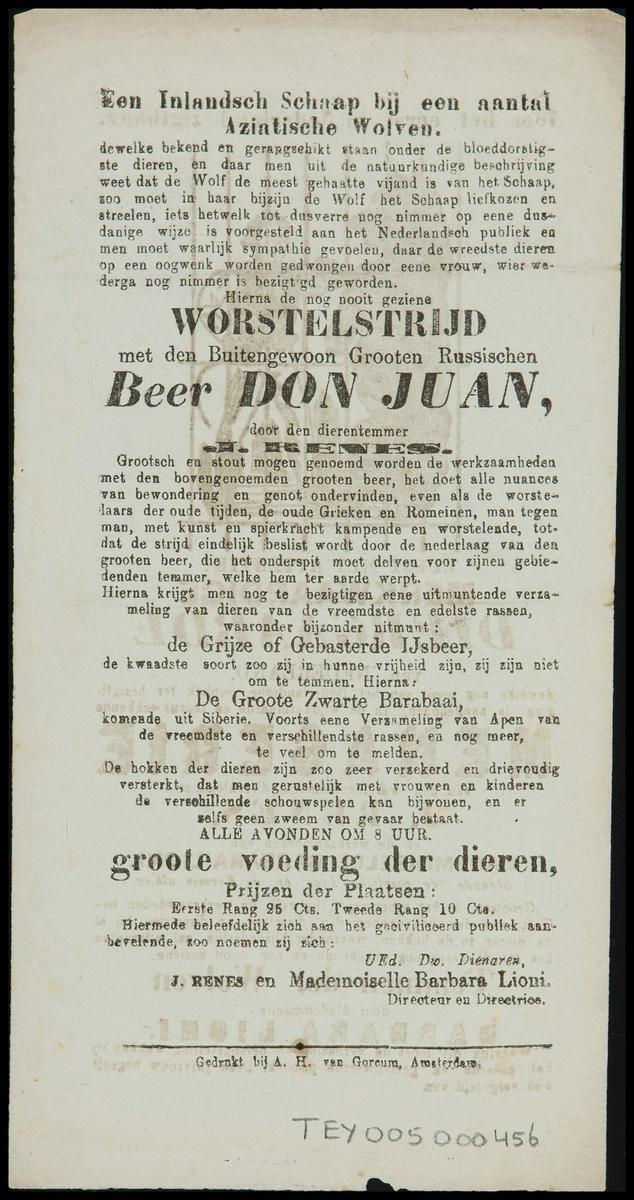 Een Inlandsch Schaap bij een aantal
Aziatische Wolven.
dewelke bekend en gerangschikt staan onder de bloeddorstig-
ste dieren, en daar men uit de natuurkundige beschrijving
weet dat de Wolf de meest gehaatte vijand is van het Schaap,
zoo moet in haar bijzijn de Wolf het Schaap liefkozen en
streelen, iets hetwelk tot dusverre nog nimmer op eene dus-
danige wijze is voorgesteld aan het Nederlandsch publiek en
men moet waarlijk sympathie gevoelen, daar de wreedste dieren
op een oogwenk worden gedwongen door eene vrouw, wier we-
derga nog nimmer is bezigtigd geworden.
Hierna de nog nooit geziene
WORSTELSTRIJD
met den Buitengewoon Grooten Russischen
Beer DON JUAN,
door den dierentemmer
J. RENES.
Grootsch en stout mogen genoemd worden de werkzaamheden
met den bovengenoemden grooten beer, het doet alle nuances
van bewondering en genot ondervinden, even als de worste-
laars der oude tijden, de oude Grieken en Romeinen, man tegen
man, met kunst en spierkracht kampende en worstelende, tot-
dat de strijd eindelijk beslist wordt door de nederlaag van den
grooten beer, die het onderspit moet delven voor zijnen gebie-
denden temmer, welke hem ter aarde werpt.
Hierna krijgt men nog te bezigtigen eene uitmuntende verza-
meling van dieren van de vreemdste en edelste rassen,
waaronder bijzonder nitmunt :
de Grijze of Gebasterde IJsbeer,
de kwaadste soort zoo zij in hunne vrijheid zijn, zij zijn niet
om te temmen. Hierna:
De Groote Zwarte Barabaai,
komende uit Siberie. Voorts eene Verzameling van Apen van
de vreemdste en verschillendste rassen, en nog meer,
te veel om te melden.
De hokken der dieren zijn zoo zeer verzekerd en drievoudig
versterkt, dat men gerustelijk met vrouwen en kinderen
de verschillende schouwspelen kan bijwonen, en er
zelfs geen zweem van gevaar bestaat.
ALLE AVONDEN OM 8 UUR.
groote voeding der dieren,
Prijzen der Plaatsen :
Eerste Rang 25 Cts. Tweede Rang 10 Cts.
Hiermede beleefdelijk zich aan het geciviliceerd publiek aan-
bevelende, zoo noemen zij zich :
UEd. Dw. Dienaren,
J. RENES en Mademoiselle Barbara Lioni.
Directeur en Directrice.
Gedrukt bij A. H. van Gorcum, Amsterdam.
TEY005000456